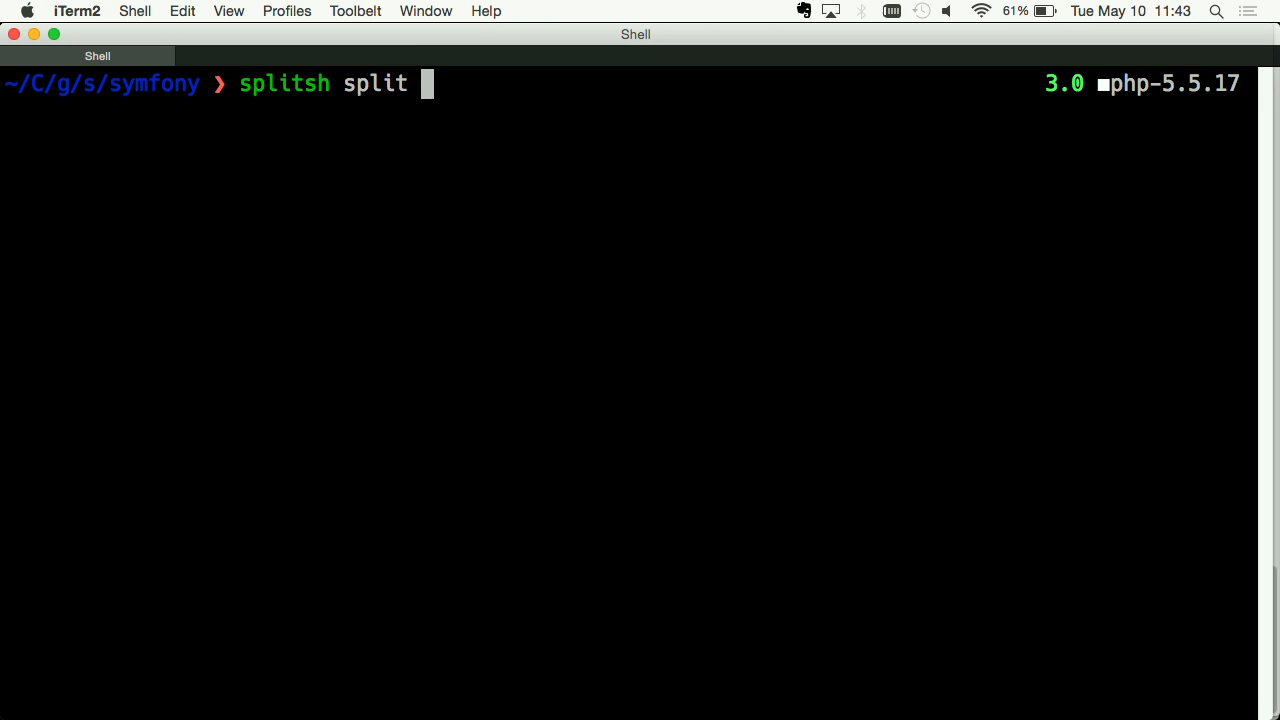 iTerm2 Shell Edit View Profiles Toolbelt Window Help 61% Tue May 10 11:43
Shell
Shell
~/C/g/s/symfony ❯ splitsh split 3.0 ■php-5.5.17